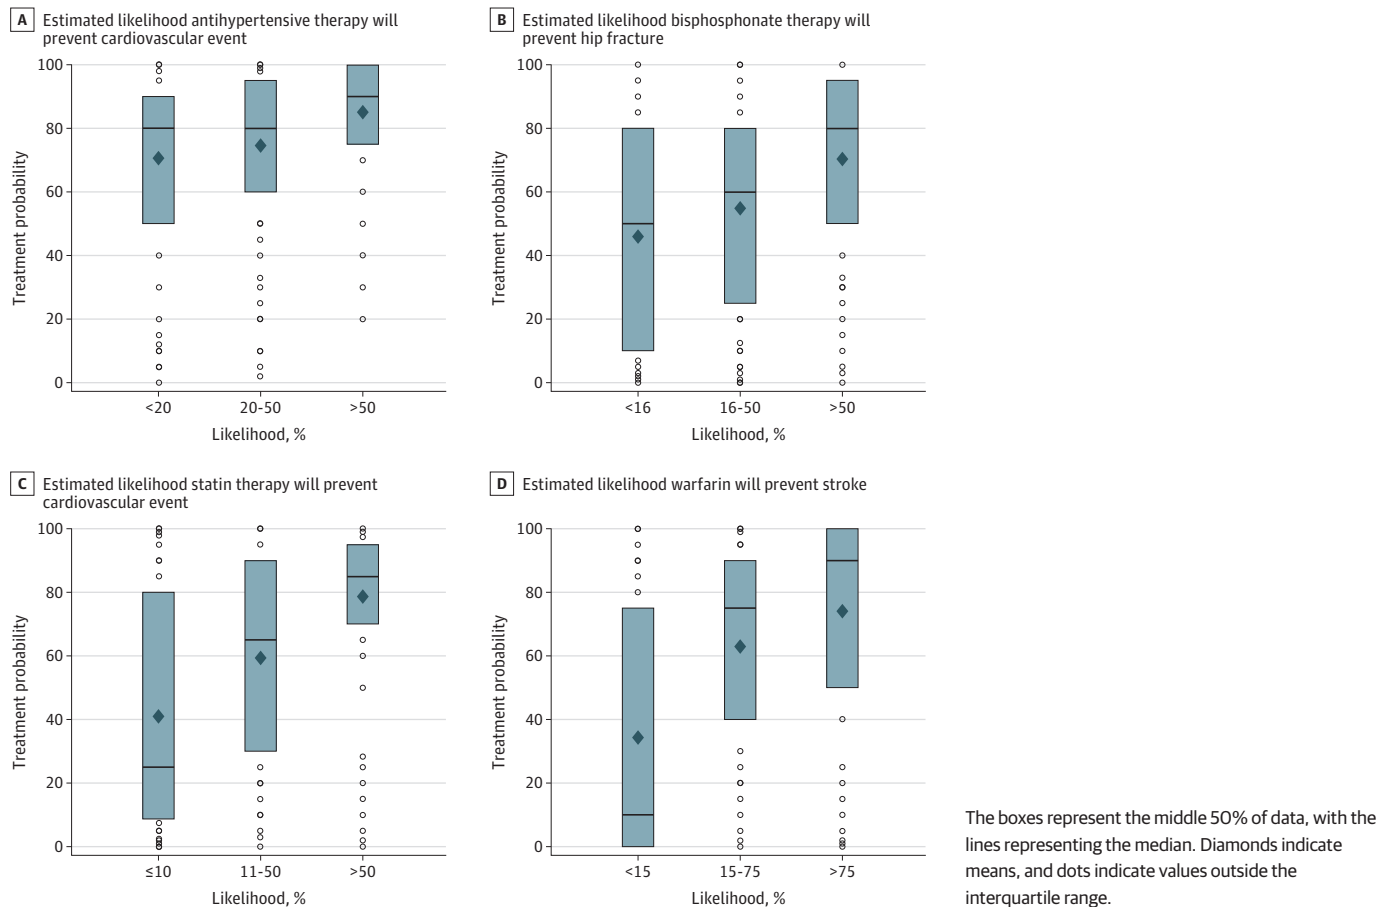 A Estimated likelihood antihypertensive therapy will
prevent cardiovascular event
100
80
60
40
20
0
Treatment probability
<20
20-50
>50
Likelihood, %
B Estimated likelihood bisphosphonate therapy will
prevent hip fracture
100
80
60
40
20
0
Treatment probability
<16
16-50
>50
Likelihood, %
C Estimated likelihood statin therapy will prevent
cardiovascular event
100
80
60
40
20
0
Treatment probability
≤10
11-50
>50
Likelihood, %
D Estimated likelihood warfarin will prevent stroke
100
80
60
40
20
0
Treatment probability
<15
15-75
>75
Likelihood, %
The boxes represent the middle 50% of data, with the
lines representing the median. Diamonds indicate
means, and dots indicate values outside the
interquartile range.